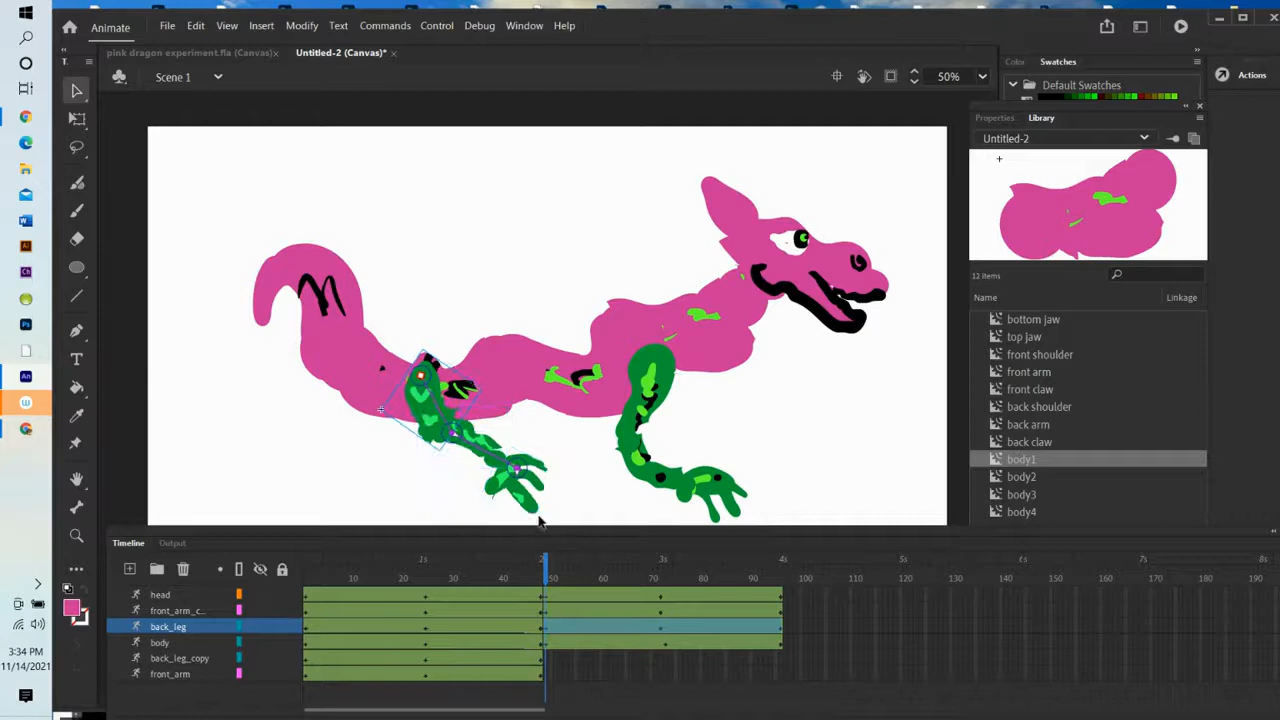 Animate File Edit View Insert Modify Text Commands Control Debug Window Help
pink dragon experiment.fla (Canvas)× Untitled-2 (Canvas)* ×
Scene 1 50%
T.
Color Swatches
Default Swatches
Actions
Properties Library
Untitled-2
12 Items
Name Linkage
bottom jaw
top jaw
front shoulder
front arm
front claw
back shoulder
back arm
back claw
body1
body2
body3
body4
Timeline Output
1s 2 3s 4s 5s 6s 7s 8s
10 20 30 40 50 60 70 80 90 100 110 120 130 140 150 160 170 180 190
head
front_arm_c...
back_leg
body
back_leg_copy
front_arm
3:34 PM
11/14/2021